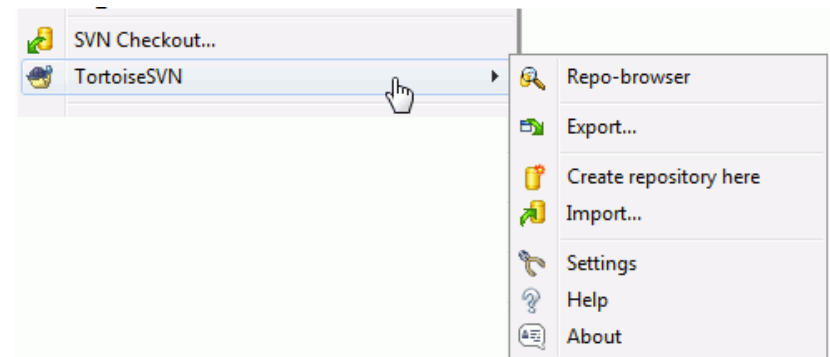 SVN Checkout...
TortoiseSVN
Repo-browser
Export...
Create repository here
Import...
Settings
Help
About